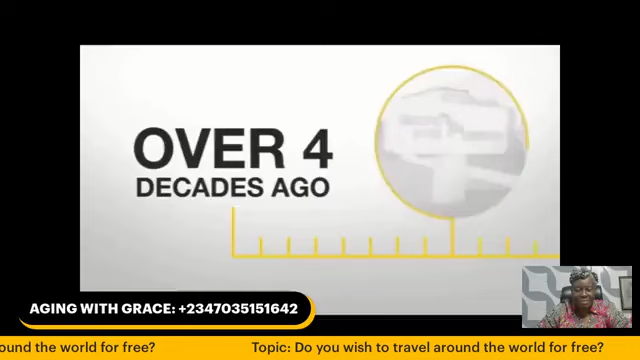 OVER 4
DECADES AGO
AGING WITH GRACE: +2347035151642
ound the world for free?
Topic: Do you wish to travel around the world for free?